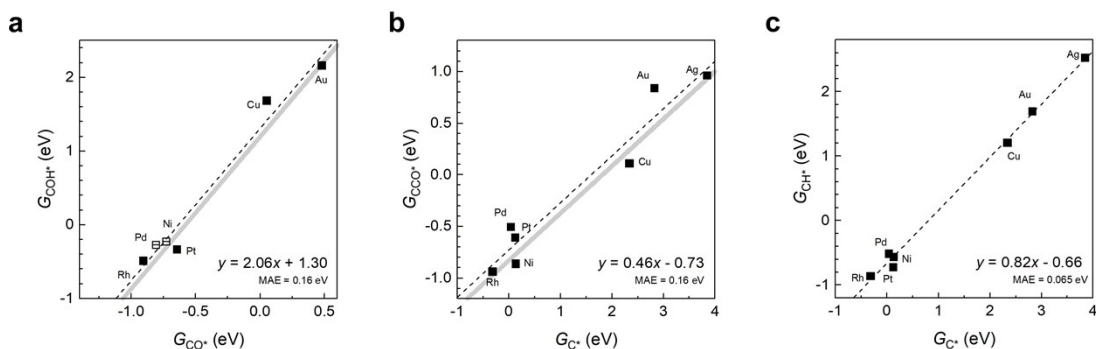 a
2
1
0
-1
-1.0
-0.5
0.0
0.5
G_COH* (eV)
G_CO* (eV)
Au
Cu
Ni
Pd
Pt
Rh
y = 2.06x + 1.30
MAE = 0.16 eV
b
1.0
0.5
0.0
-0.5
-1.0
-1
0
1
2
3
4
G_CCO* (eV)
G_C* (eV)
Ag
Au
Cu
Pd
Pt
Ni
Rh
y = 0.46x - 0.73
MAE = 0.16 eV
c
2
1
0
-1
-1
0
1
2
3
4
G_CH* (eV)
G_C* (eV)
Ag
Au
Cu
Pd
Ni
Rh
Pt
y = 0.82x - 0.66
MAE = 0.065 eV